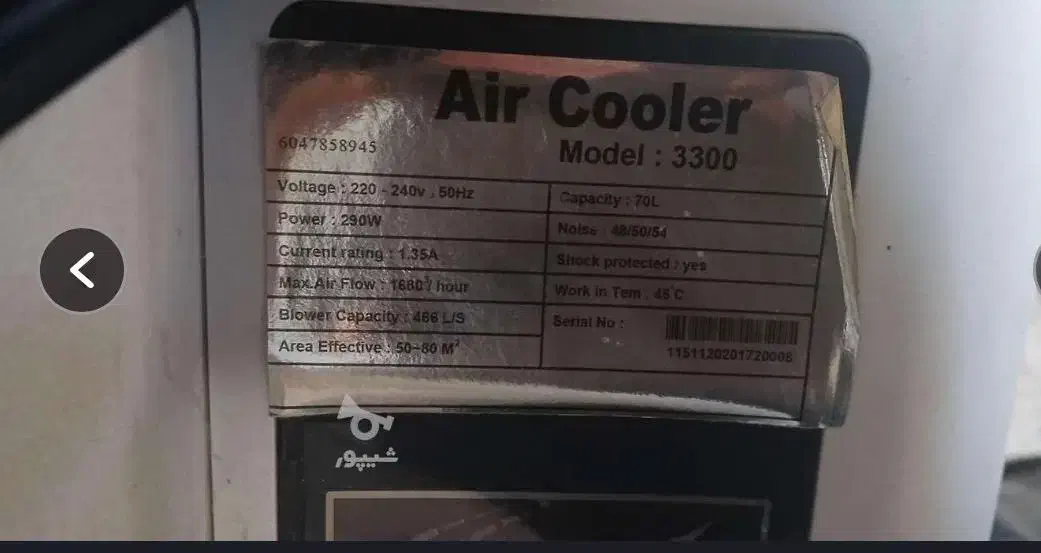 Air Cooler
6047858945
Model : 3300
Voltage : 220 - 240v , 50Hz
Power : 290W
Current rating : 1.35A
Max.Air Flow : 1680³/ hour
Blower Capacity : 466 L/S
Area Effective : 50~80 M²
Capacity : 70L
Noise : 48/50/54
Shock protected : yes
Work in Tem : 45°C
Serial No :
1151120201720008
شیپور